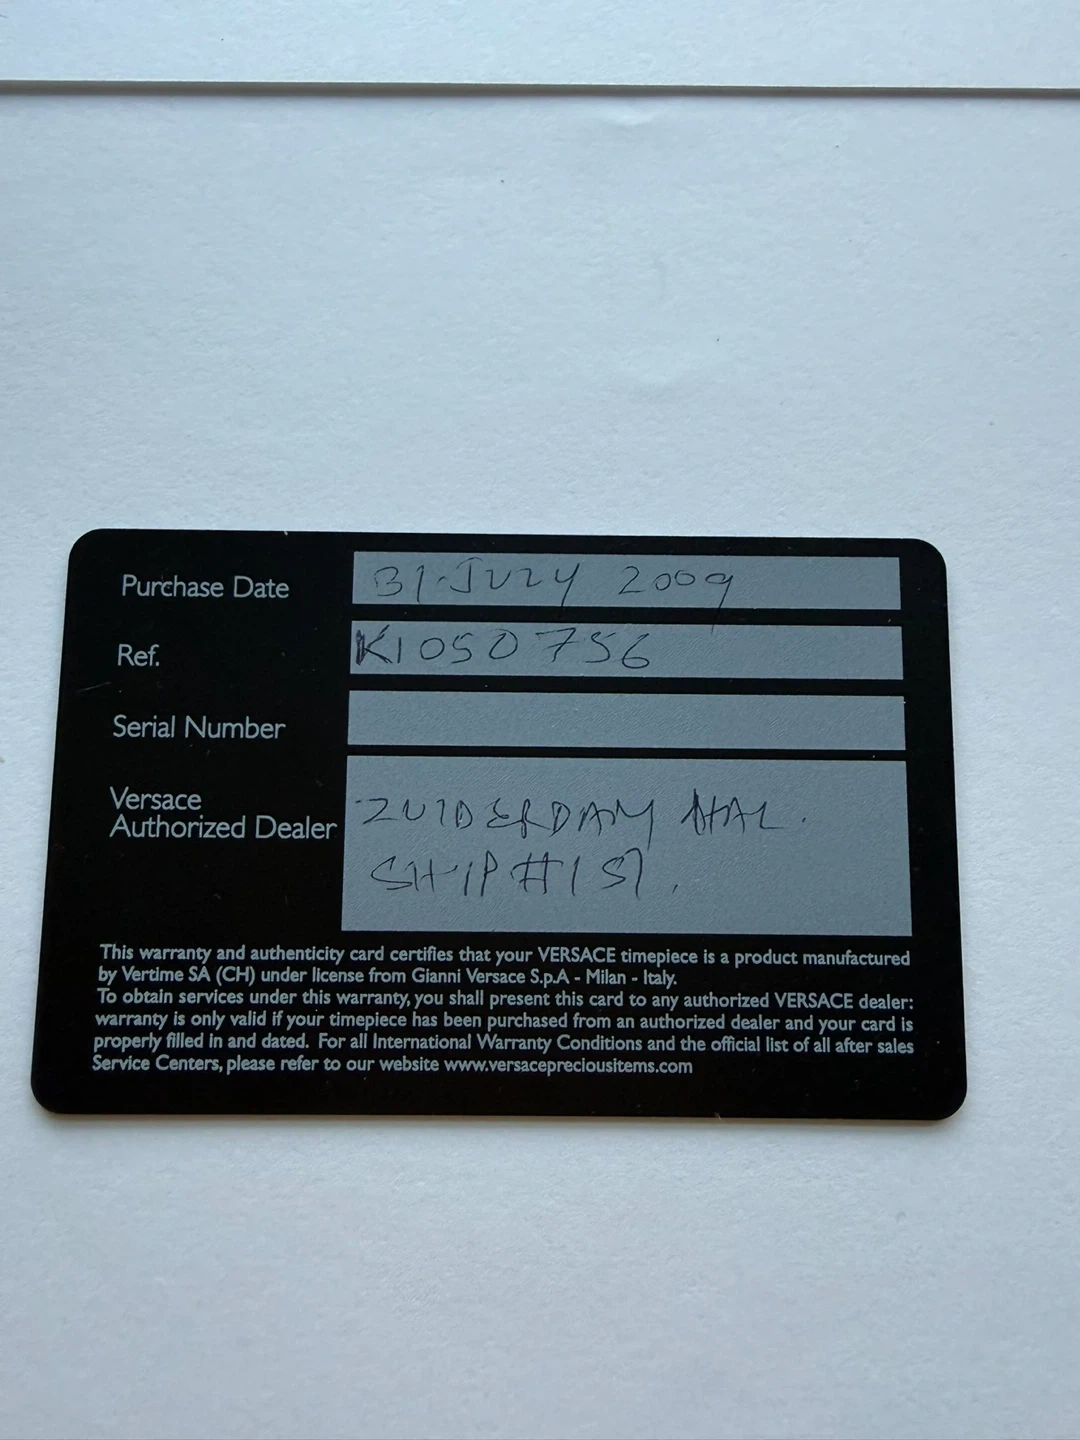 Purchase Date 31·JULY 2009
Ref. K1050756
Serial Number
Versace
Authorized Dealer
ZUIDERDAM HAL.
SHIP #157.
This warranty and authenticity card certifies that your VERSACE timepiece is a product manufactured
by Vertime SA (CH) under license from Gianni Versace S.p.A - Milan - Italy.
To obtain services under this warranty, you shall present this card to any authorized VERSACE dealer:
warranty is only valid if your timepiece has been purchased from an authorized dealer and your card is
properly filled in and dated. For all International Warranty Conditions and the official list of all after sales
Service Centers, please refer to our website www.versacepreciousitems.com